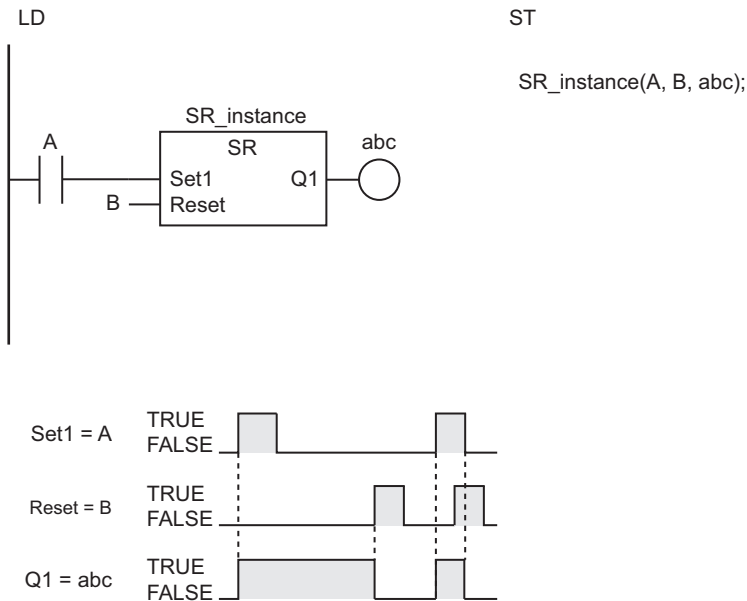 LD
ST
SR_instance(A, B, abc);
SR_instance
A
SR
abc
Set1
Q1
B
Reset
Set1 = A
TRUE
FALSE
Reset = B
TRUE
FALSE
Q1 = abc
TRUE
FALSE